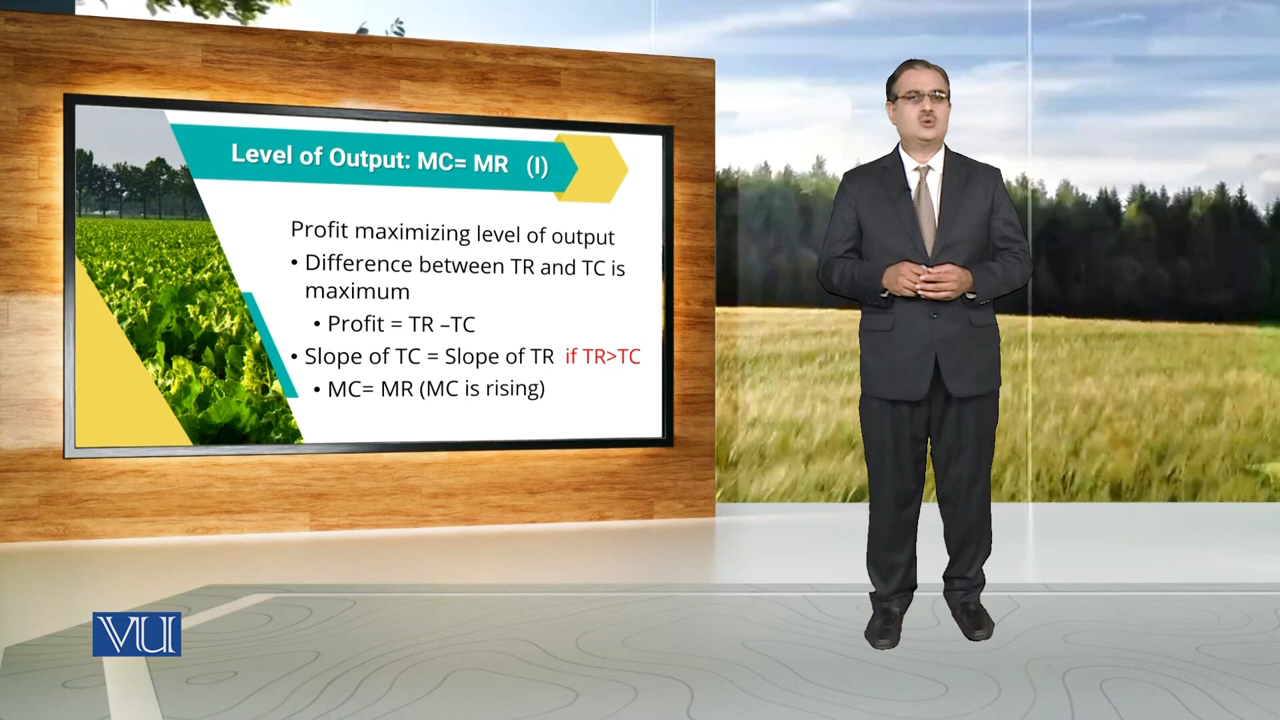 Level of Output: MC= MR (I)
Profit maximizing level of output
• Difference between TR and TC is
maximum
• Profit = TR –TC
• Slope of TC = Slope of TR if TR>TC
• MC= MR (MC is rising)
VU